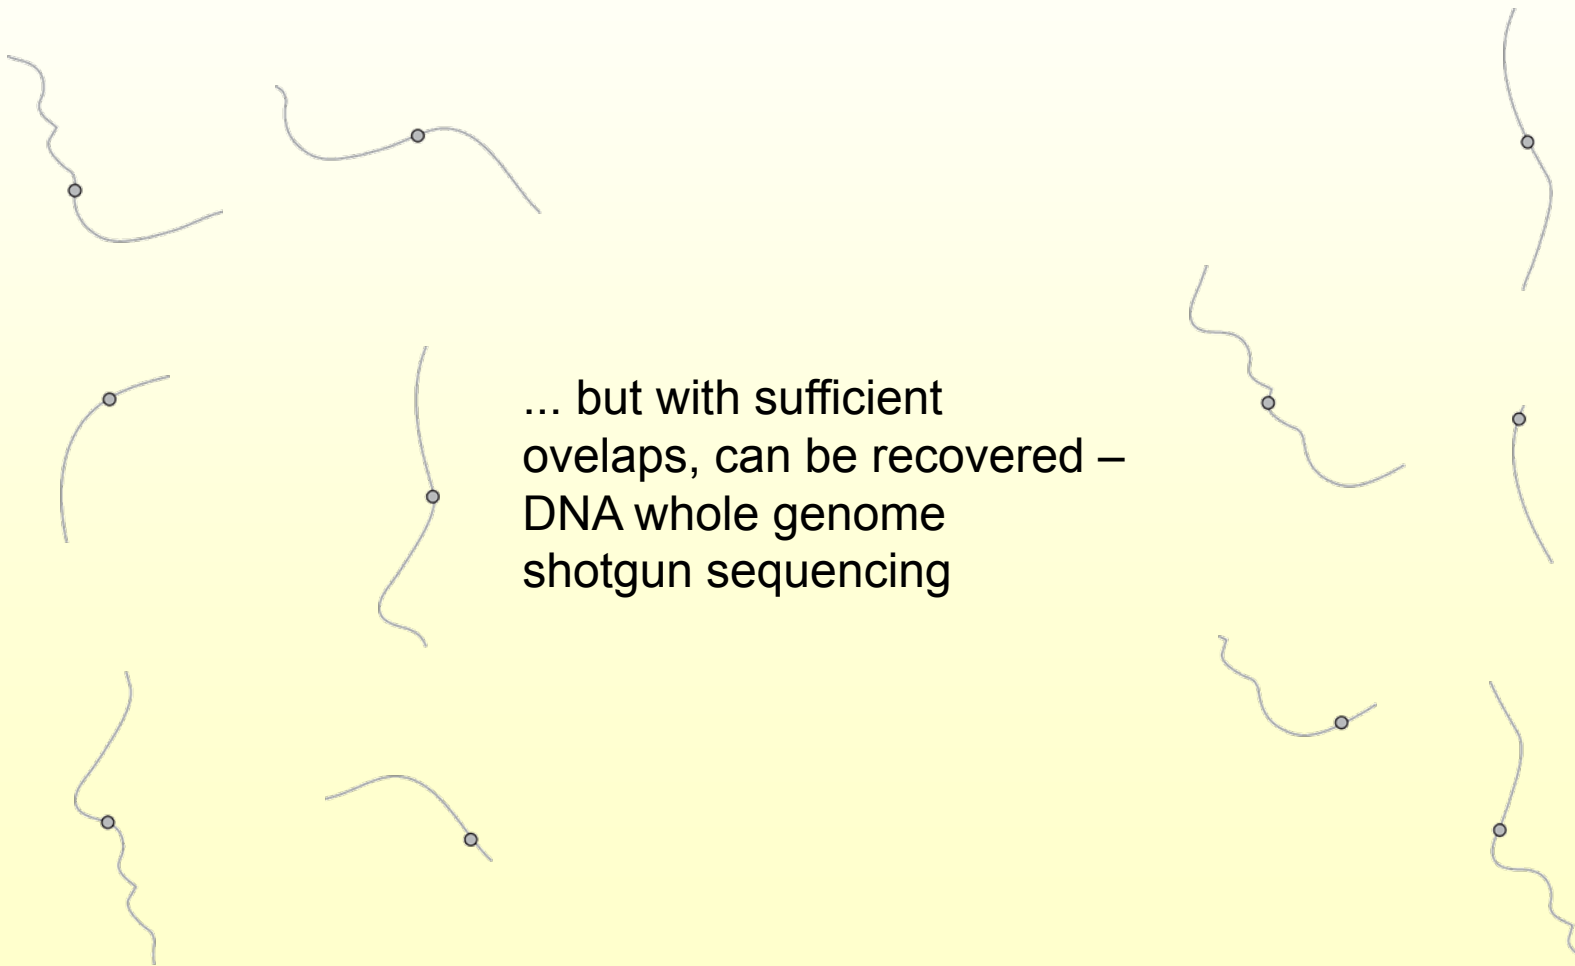 ... but with sufficient
ovelaps, can be recovered –
DNA whole genome
shotgun sequencing